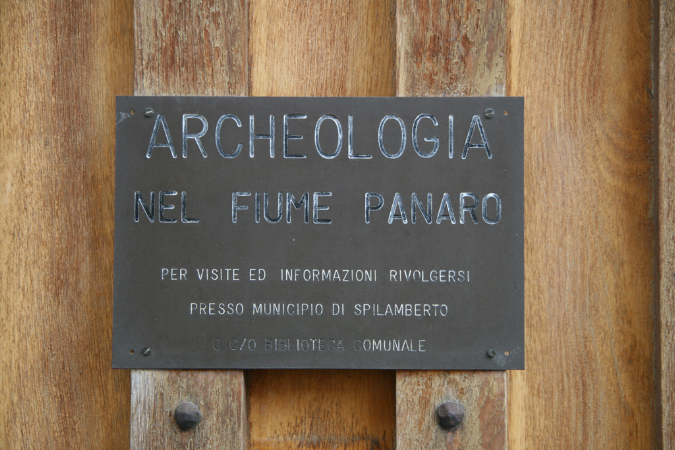 ARCHEOLOGIA
NEL FIUME PANARO
PER VISITE ED INFORMAZIONI RIVOLGERSI
PRESSO MUNICIPIO DI SPILAMBERTO
O C/O BIBLIOTECA COMUNALE